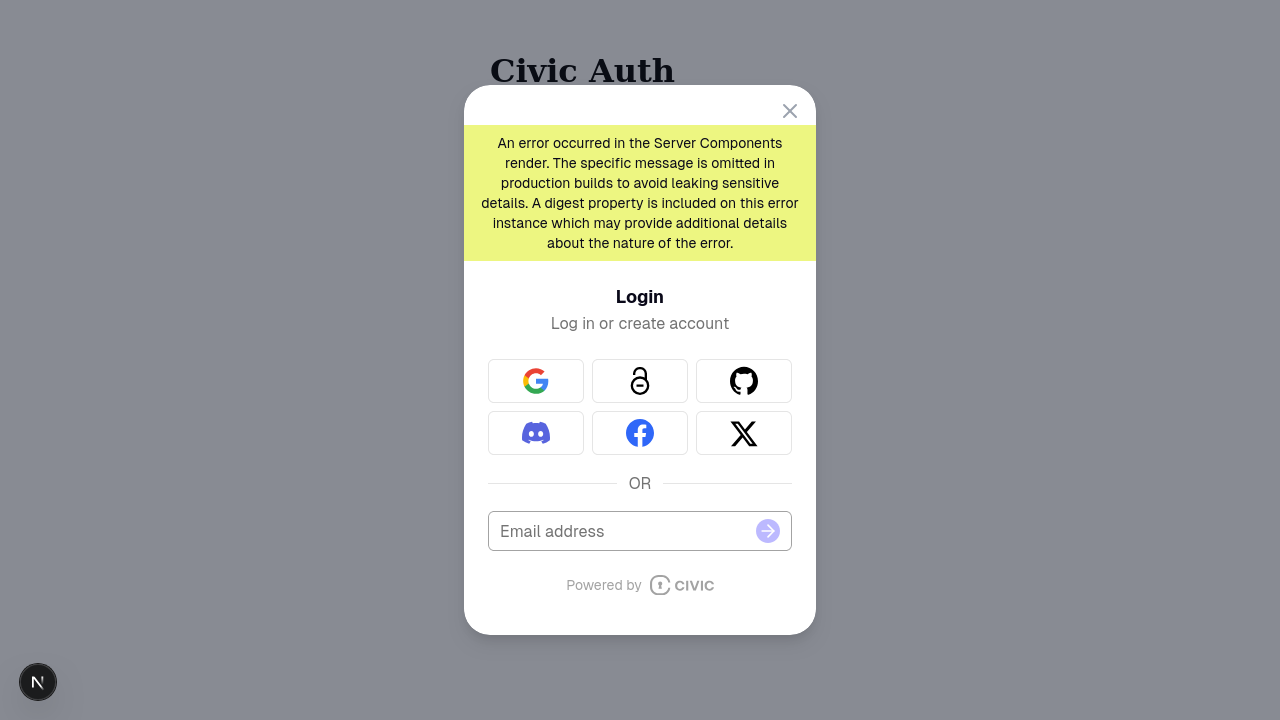 Civic Auth
An error occurred in the Server Components
render. The specific message is omitted in
production builds to avoid leaking sensitive
details. A digest property is included on this error
instance which may provide additional details
about the nature of the error.
Login
Log in or create account
OR
Email address
Powered by CIVIC
N